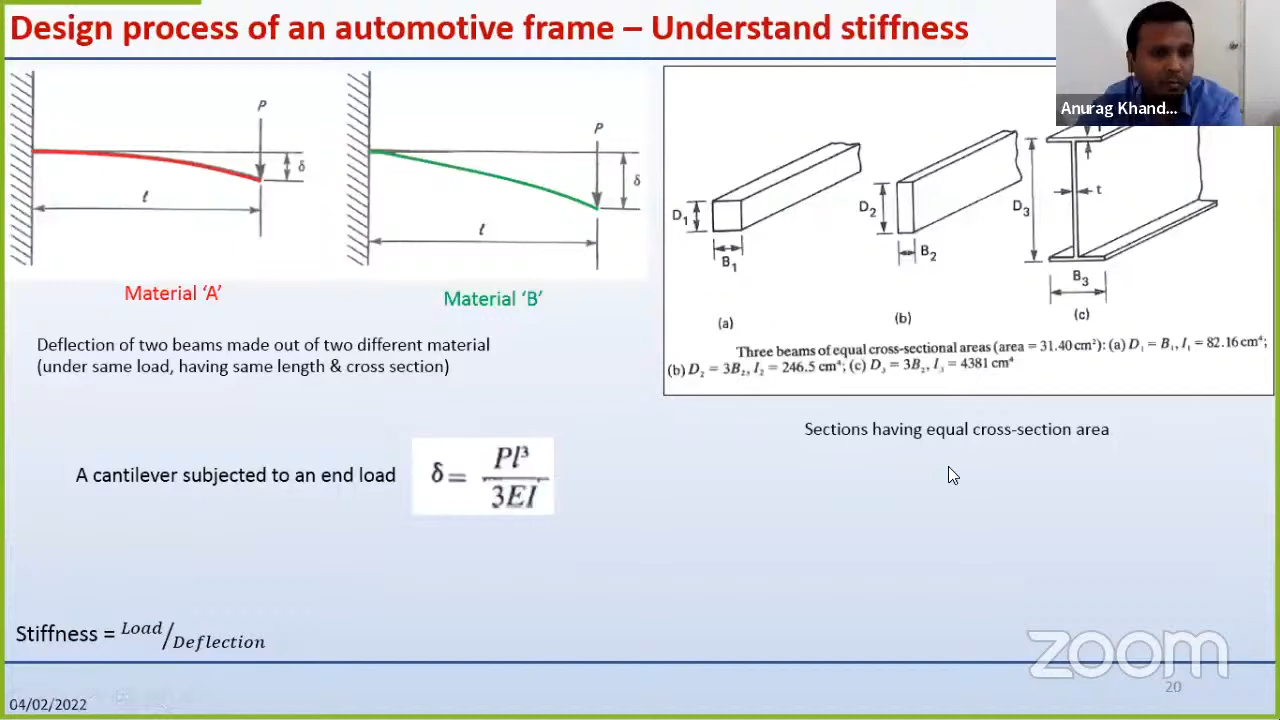 Design process of an automotive frame – Understand stiffness
Anurag Khand...
P
δ
l
Material ‘A’
P
δ
l
Material ‘B’
Deflection of two beams made out of two different material
(under same load, having same length & cross section)
A cantilever subjected to an end load
δ= Pl³
3EI
Stiffness = Load/Deflection
D₁
B₁
(a)
D₂
B₂
(b)
D₃
t
B₃
(c)
Three beams of equal cross-sectional areas (area = 31.40 cm²): (a) D₁ = B₁, I₁ = 82.16 cm⁴;
(b) D₂ = 3B₂, I₂ = 246.5 cm⁴; (c) D₃ = 3B₂, I₃ = 4381 cm⁴
Sections having equal cross-section area
zoom
20
04/02/2022